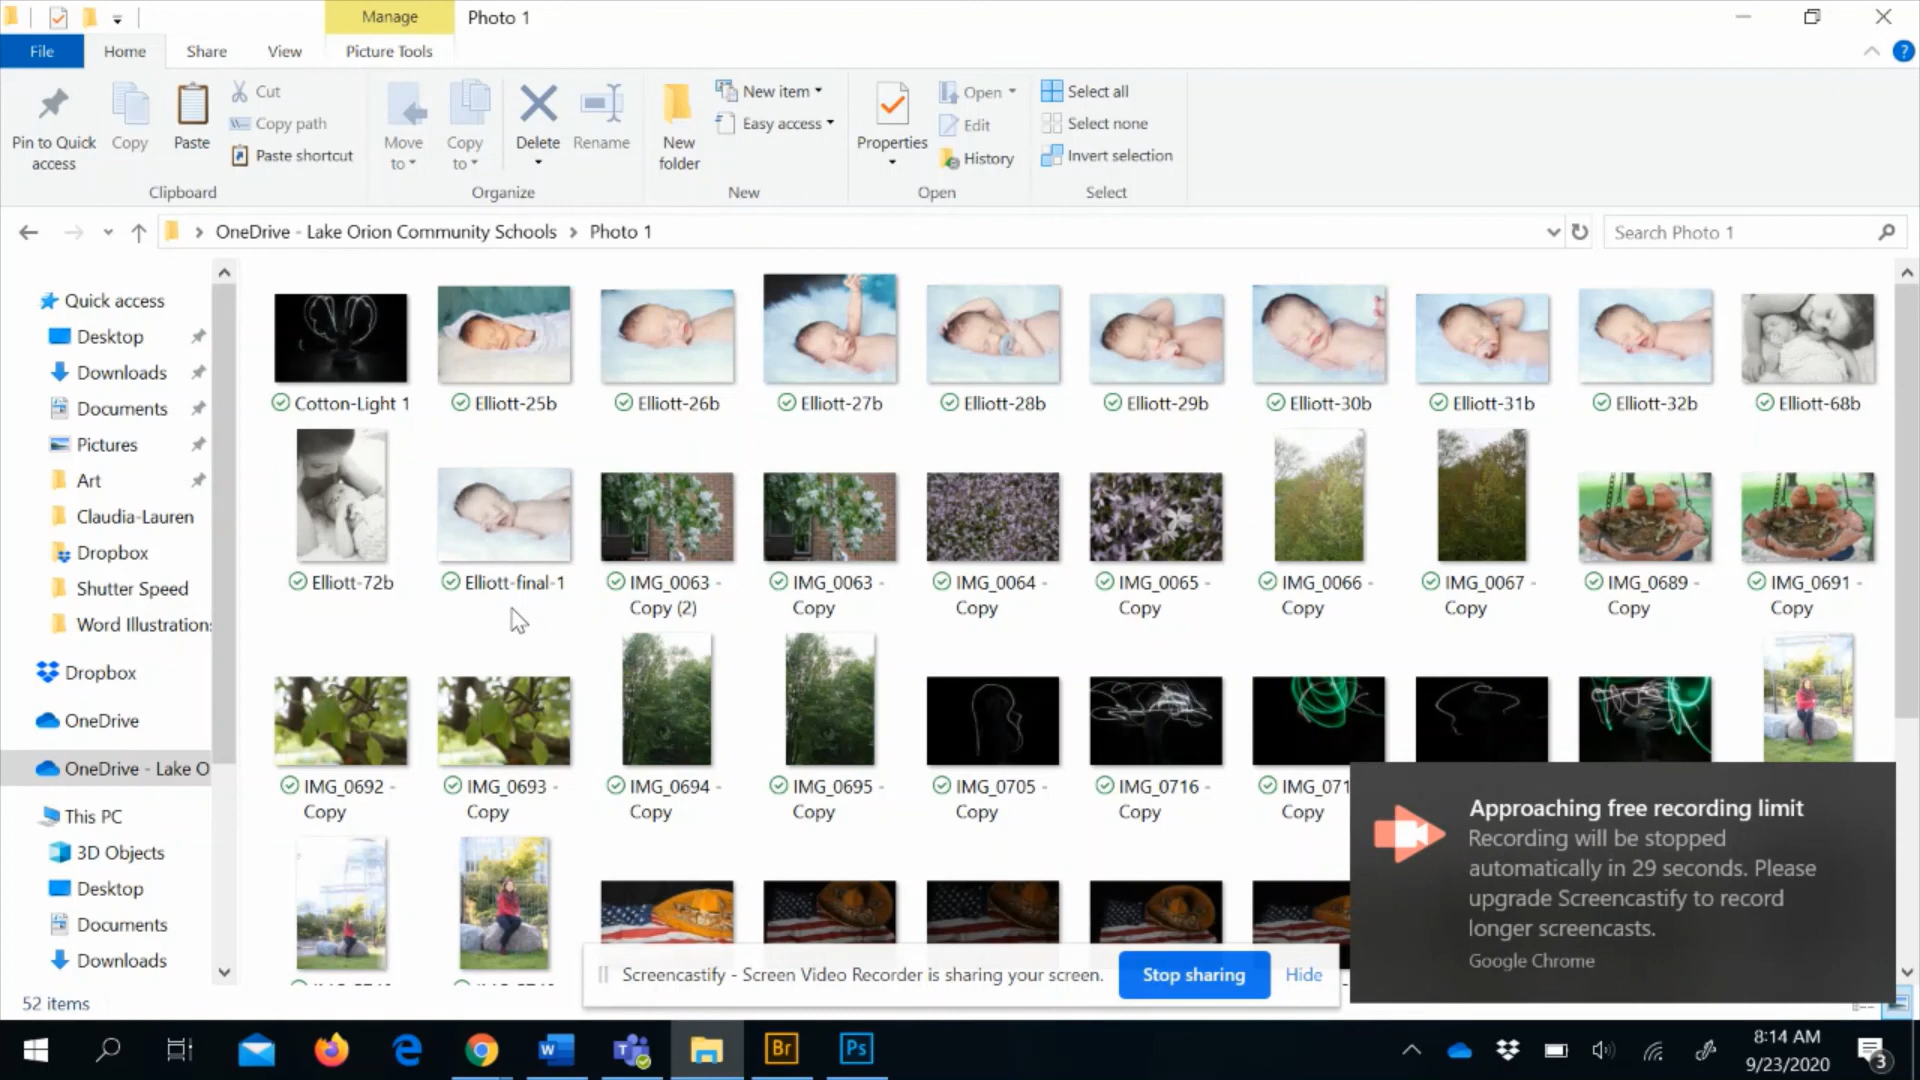 Manage
Photo 1
File
Home
Share
View
Picture Tools
Pin to Quick access
Copy
Paste
Cut
Copy path
Paste shortcut
Clipboard
Move to
Copy to
Delete
Rename
Organize
New folder
New item
Easy access
New
Properties
Open
Edit
History
Open
Select all
Select none
Invert selection
Select
OneDrive - Lake Orion Community Schools
Photo 1
Search Photo 1
Quick access
Desktop
Downloads
Documents
Pictures
Art
Claudia-Lauren
Dropbox
Shutter Speed
Word Illustration
Dropbox
OneDrive
OneDrive - Lake O
This PC
3D Objects
Desktop
Documents
Downloads
Cotton-Light 1
Elliott-25b
Elliott-26b
Elliott-27b
Elliott-28b
Elliott-29b
Elliott-30b
Elliott-31b
Elliott-32b
Elliott-68b
Elliott-72b
Elliott-final-1
IMG_0063 - Copy (2)
IMG_0063 - Copy
IMG_0064 - Copy
IMG_0065 - Copy
IMG_0066 - Copy
IMG_0067 - Copy
IMG_0689 - Copy
IMG_0691 - Copy
IMG_0692 - Copy
IMG_0693 - Copy
IMG_0694 - Copy
IMG_0695 - Copy
IMG_0705 - Copy
IMG_0716 - Copy
IMG_071
Copy
Approaching free recording limit
Recording will be stopped
automatically in 29 seconds. Please
upgrade Screencastify to record
longer screencasts.
Google Chrome
Screencastify - Screen Video Recorder is sharing your screen.
Stop sharing
Hide
52 items
W
T
Br
Ps
8:14 AM
9/23/2020
3